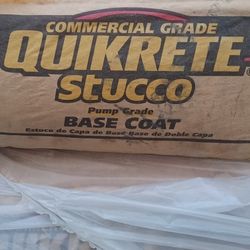 COMMERCIAL GRADE
QUIKRETE
Stucco
Pump Grade
BASE COAT
Estuco de Capa de Base Base de Doble Capa